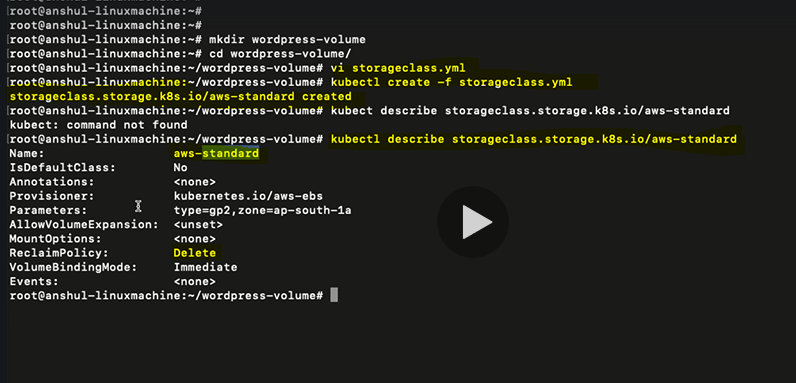 root@anshul-linuxmachine:~#
root@anshul-linuxmachine:~#
root@anshul-linuxmachine:~# mkdir wordpress-volume
root@anshul-linuxmachine:~# cd wordpress-volume/
root@anshul-linuxmachine:~/wordpress-volume# vi storageclass.yml
root@anshul-linuxmachine:~/wordpress-volume# kubectl create -f storageclass.yml
storageclass.storage.k8s.io/aws-standard created
root@anshul-linuxmachine:~/wordpress-volume# kubect describe storageclass.storage.k8s.io/aws-standard
kubect: command not found
root@anshul-linuxmachine:~/wordpress-volume# kubectl describe storageclass.storage.k8s.io/aws-standard
Name: aws-standard
IsDefaultClass: No
Annotations: <none>
Provisioner: kubernetes.io/aws-ebs
Parameters: type=gp2,zone=ap-south-1a
AllowVolumeExpansion: <unset>
MountOptions: <none>
ReclaimPolicy: Delete
VolumeBindingMode: Immediate
Events: <none>
root@anshul-linuxmachine:~/wordpress-volume#